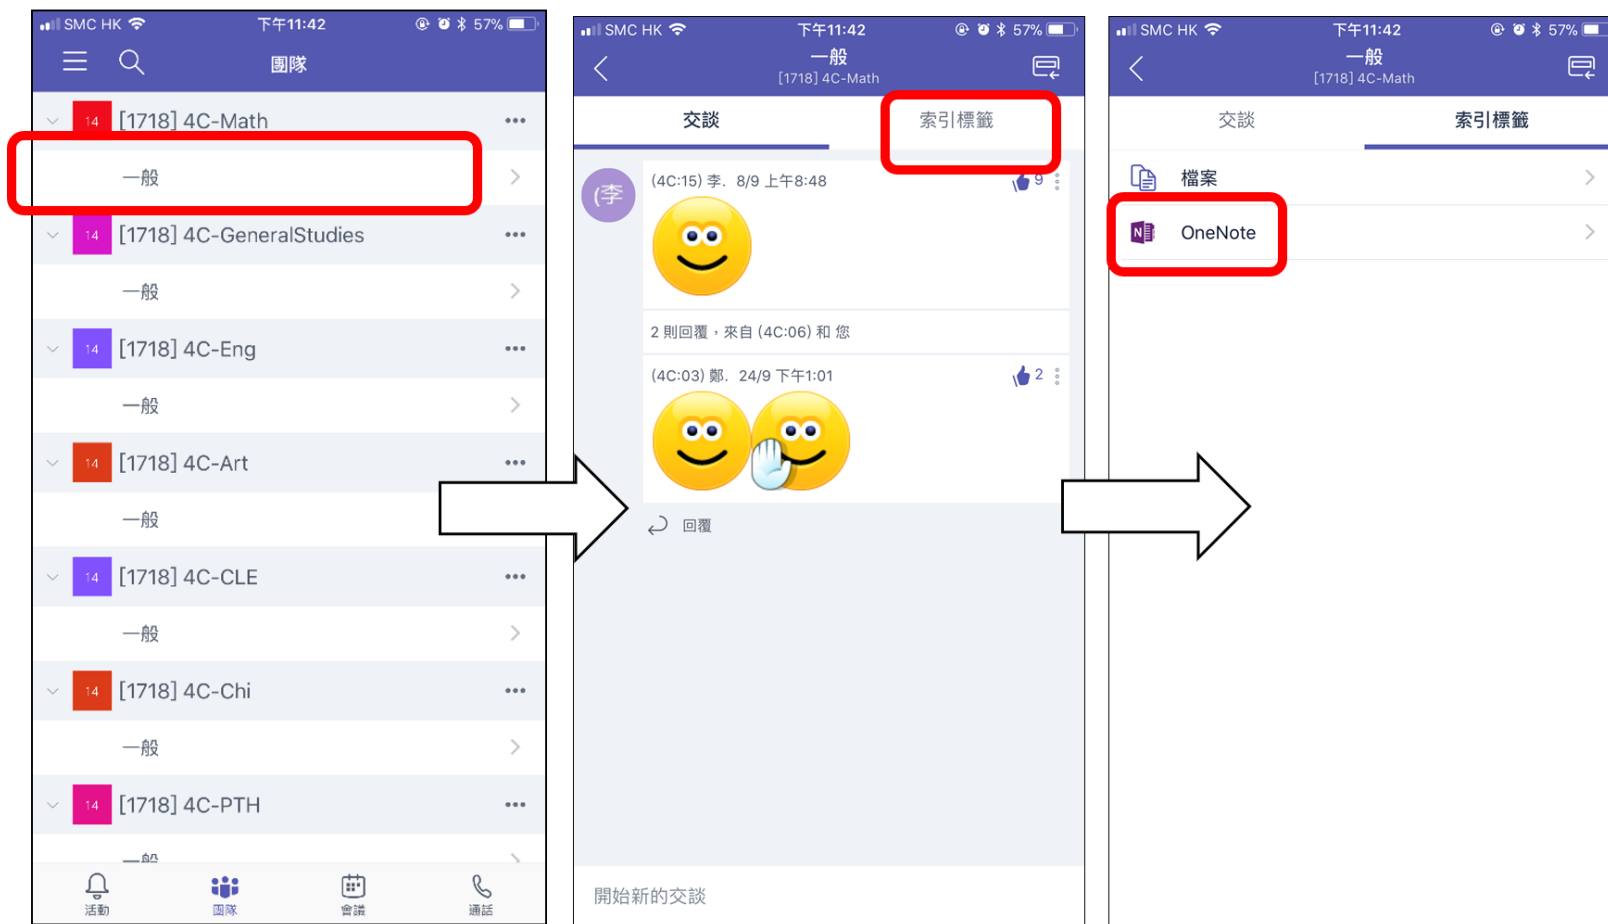 SMC HK 下午11:42 57%
團隊
14 [1718] 4C-Math
一般
14 [1718] 4C-GeneralStudies
一般
14 [1718] 4C-Eng
一般
14 [1718] 4C-Art
一般
14 [1718] 4C-CLE
一般
14 [1718] 4C-Chi
一般
14 [1718] 4C-PTH
一般
活動 團隊 會議 通話
SMC HK 下午11:42 57%
一般
[1718] 4C-Math
交談 索引標籤
(李
(4C:15) 李. 8/9 上午8:48 9
2 則回覆，來自 (4C:06) 和 您
(4C:03) 鄭. 24/9 下午1:01 2
回覆
開始新的交談
SMC HK 下午11:42 57%
一般
[1718] 4C-Math
交談 索引標籤
檔案
N OneNote